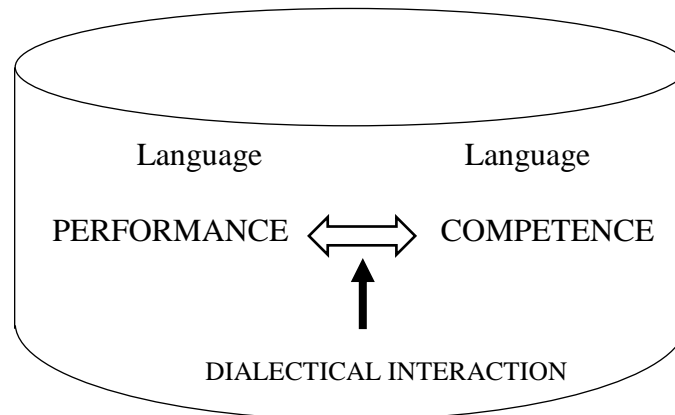 Language Language
PERFORMANCE COMPETENCE
DIALECTICAL INTERACTION